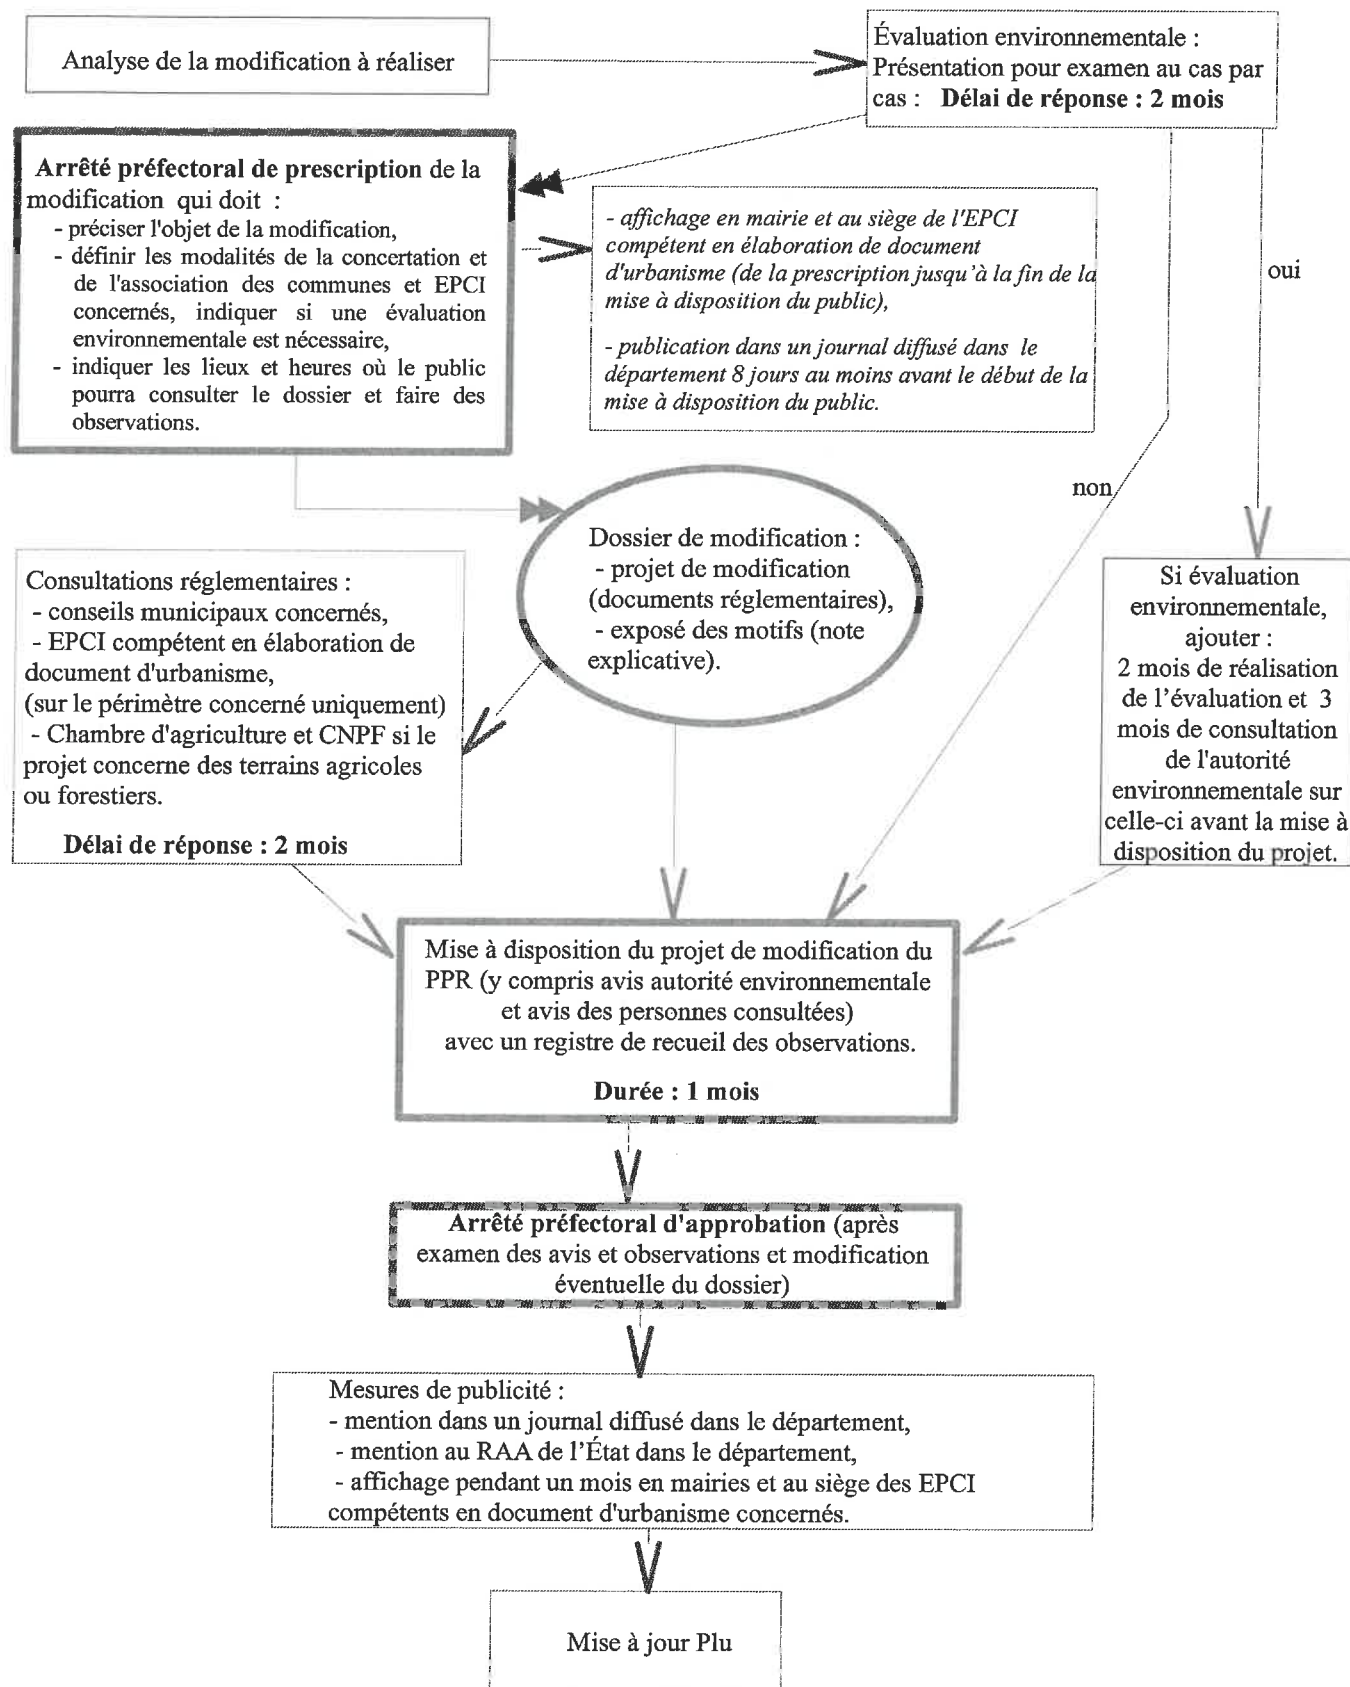 Analyse de la modification à réaliser
Évaluation environnementale :
Présentation pour examen au cas par
cas : Délai de réponse : 2 mois
Arrêté préfectoral de prescription de la
modification qui doit :
- préciser l'objet de la modification,
- définir les modalités de la concertation et
de l'association des communes et EPCI
concernés, indiquer si une évaluation
environnementale est nécessaire,
- indiquer les lieux et heures où le public
pourra consulter le dossier et faire des
observations.
- affichage en mairie et au siège de l'EPCI
compétent en élaboration de document
d'urbanisme (de la prescription jusqu'à la fin de la
mise à disposition du public),
- publication dans un journal diffusé dans le
département 8 jours au moins avant le début de la
mise à disposition du public.
oui
non
Dossier de modification :
- projet de modification
(documents réglementaires),
- exposé des motifs (note
explicative).
Consultations réglementaires :
- conseils municipaux concernés,
- EPCI compétent en élaboration de
document d'urbanisme,
(sur le périmètre concerné uniquement)
- Chambre d'agriculture et CNPF si le
projet concerne des terrains agricoles
ou forestiers.
Délai de réponse : 2 mois
Si évaluation
environnementale,
ajouter :
2 mois de réalisation
de l'évaluation et 3
mois de consultation
de l'autorité
environnementale sur
celle-ci avant la mise à
disposition du projet.
Mise à disposition du projet de modification du
PPR (y compris avis autorité environnementale
et avis des personnes consultées)
avec un registre de recueil des observations.
Durée : 1 mois
Arrêté préfectoral d'approbation (après
examen des avis et observations et modification
éventuelle du dossier)
Mesures de publicité :
- mention dans un journal diffusé dans le département,
- mention au RAA de l'État dans le département,
- affichage pendant un mois en mairies et au siège des EPCI
compétents en document d'urbanisme concernés.
Mise à jour Plu